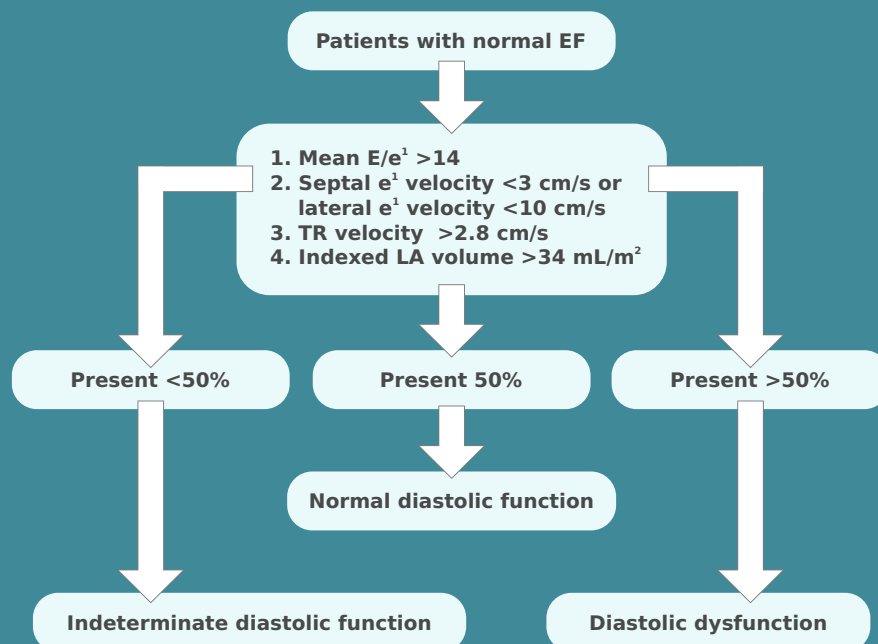 Patients with normal EF
1. Mean E/e¹ >14
2. Septal e¹ velocity <3 cm/s or
lateral e¹ velocity <10 cm/s
3. TR velocity >2.8 cm/s
4. Indexed LA volume >34 mL/m²
Present <50%
Present 50%
Present >50%
Normal diastolic function
Indeterminate diastolic function
Diastolic dysfunction